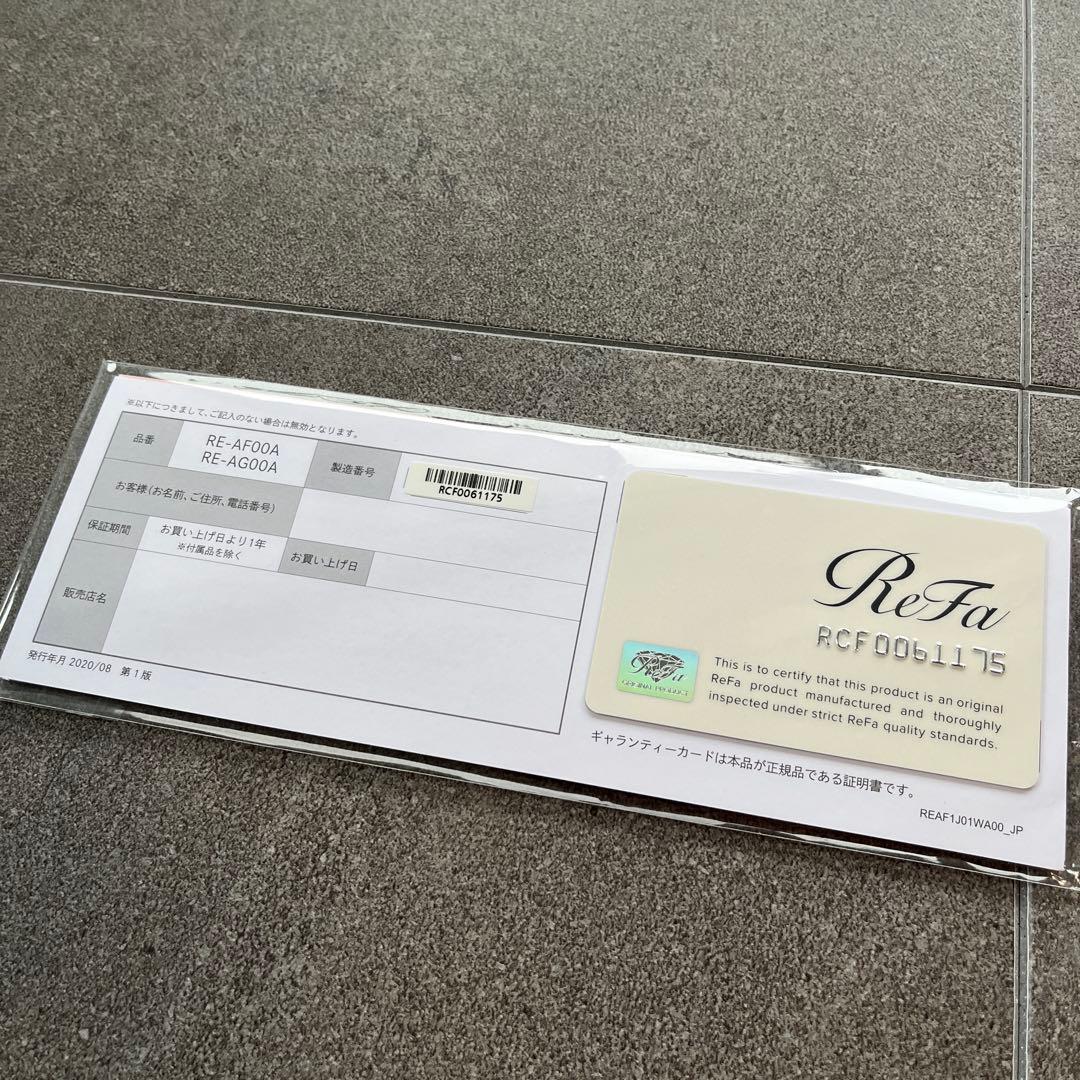 ※以下につきまして、ご記入のない場合は無効となります。
品番
RE-AF00A
RE-AG00A
製造番号
RCF0061175
お客様(お名前、ご住所、電話番号)
保証期間
お買い上げ日より1年
※付属品を除く
お買い上げ日
販売店名
発行年月 2020/08 第1版
ReFa
RCF0061175
ReFa
ORIGINAL PRODUCT
This is to certify that this product is an original
ReFa product manufactured and thoroughly
inspected under strict ReFa quality standards.
ギャランティーカードは本品が正規品である証明書です。
REAF1J01WA00_JP